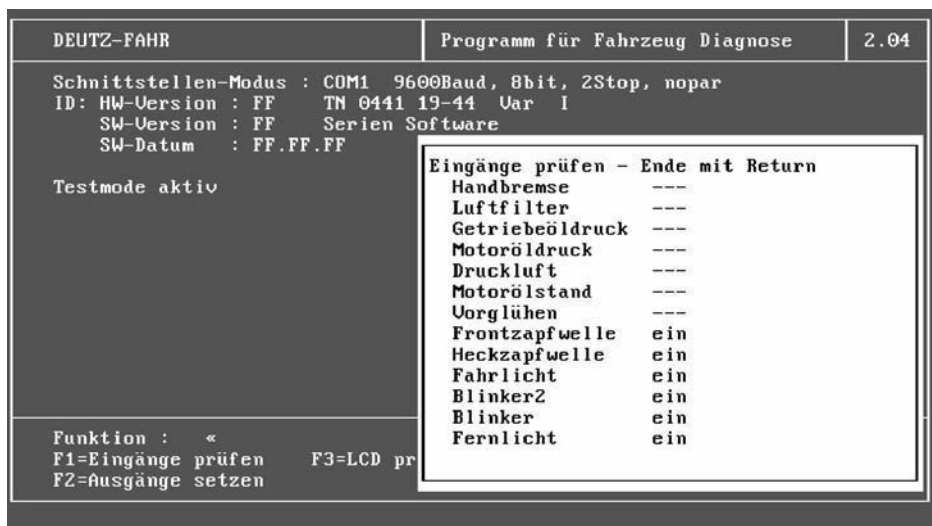 DEUTZ-FAHR
Programm für Fahrzeug Diagnose
2.04
Schnittstellen-Modus : COM1 9600Baud, 8bit, 2Stop, nopar
ID: HW-Version : FF TN 0441 19-44 Var I
SW-Version : FF Serien Software
SW-Datum : FF.FF.FF
Testmode aktiv
Eingänge prüfen - Ende mit Return
Handbremse ---
Luftfilter ---
Getriebeöldruck ---
Motoröldruck ---
Druckluft ---
Motorölstand ---
Vorglühen ---
Frontzapfwelle ein
Heckzapfwelle ein
Fahrlicht ein
Blinker2 ein
Blinker ein
Fernlicht ein
Funktion : «
F1=Eingänge prüfen F3=LCD pr
F2=Ausgänge setzen